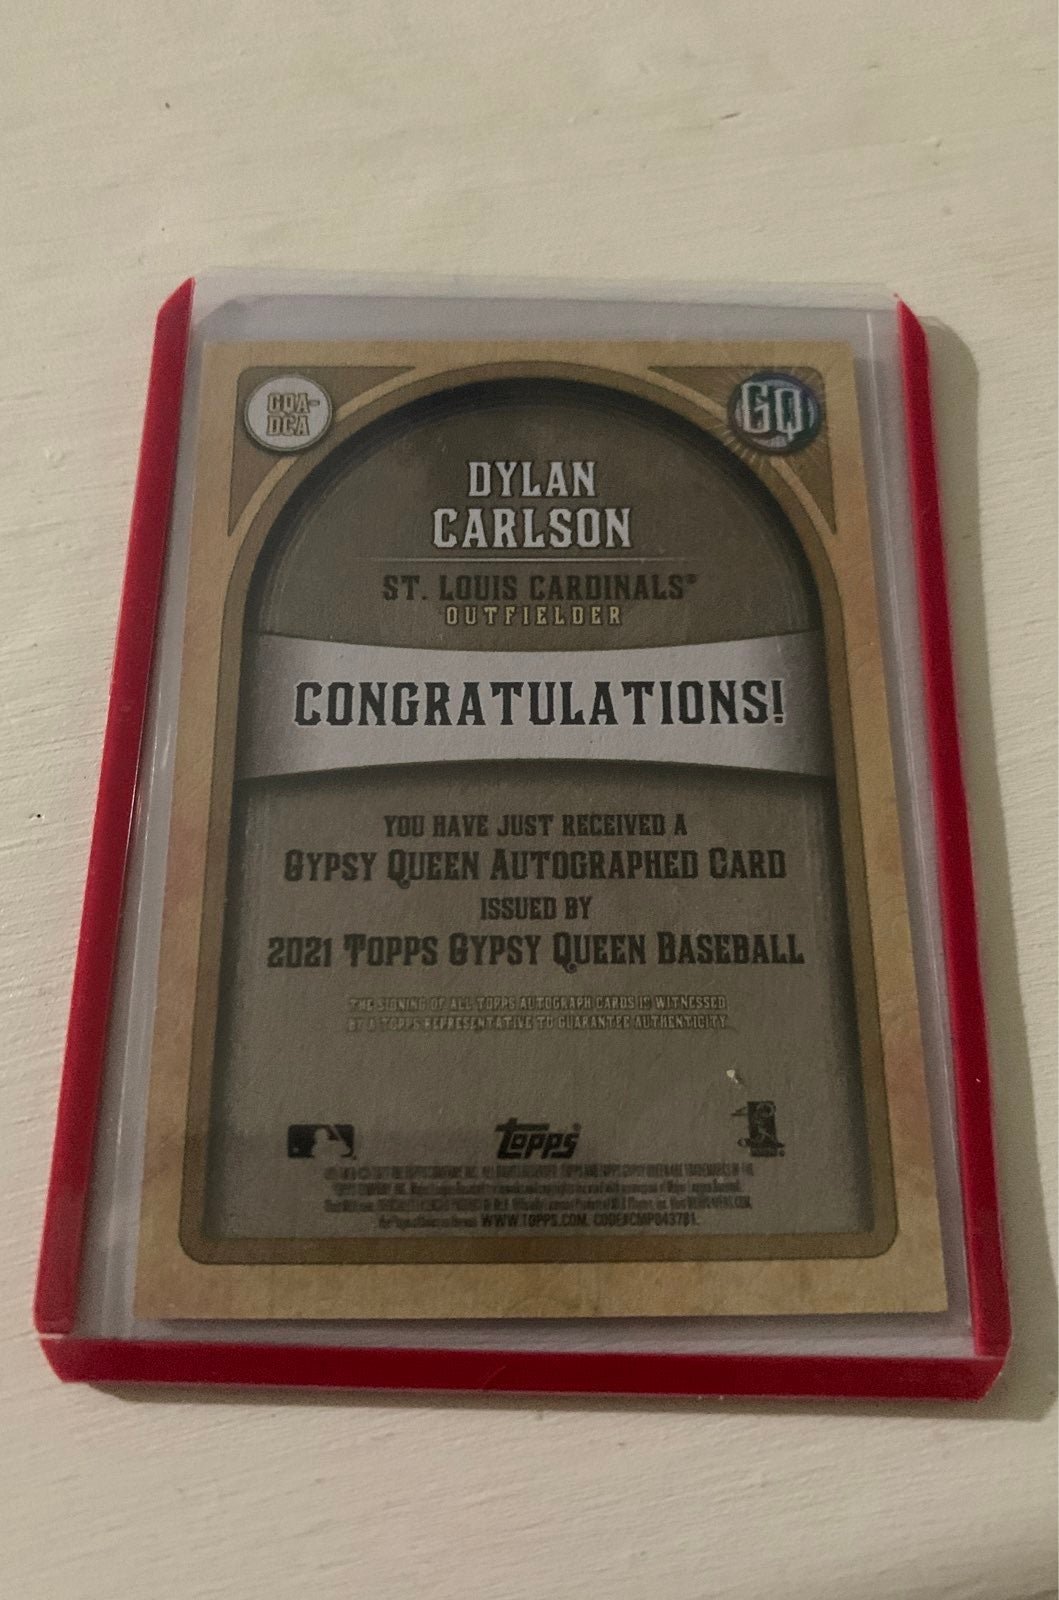 GQA-
DCA
GQ
DYLAN
CARLSON
ST. LOUIS CARDINALS®
OUTFIELDER
CONGRATULATIONS!
YOU HAVE JUST RECEIVED A
GYPSY QUEEN AUTOGRAPHED CARD
ISSUED BY
2021 TOPPS GYPSY QUEEN BASEBALL
THE SIGNING OF ALL TOPPS AUTOGRAPH CARDS IS WITNESSED
BY A TOPPS REPRESENTATIVE TO GUARANTEE AUTHENTICITY
topps®
WWW.TOPPS.COM. CODE#CMP043781.